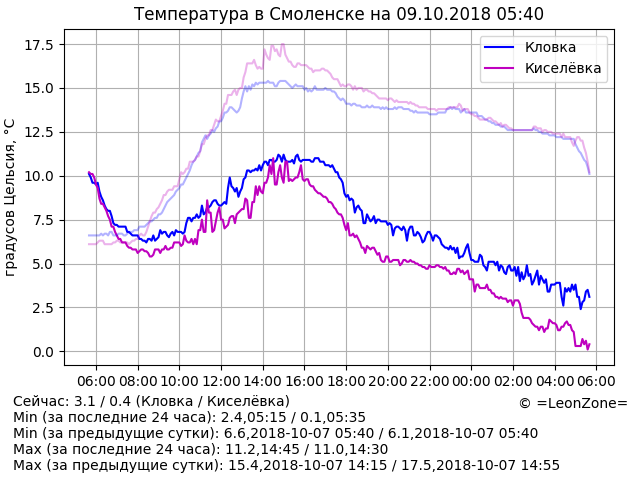 Температура в Смоленске на 09.10.2018 05:40
градусов Цельсия, °C
17.5
15.0
12.5
10.0
7.5
5.0
2.5
0.0
Кловка
Киселёвка
06:00 08:00 10:00 12:00 14:00 16:00 18:00 20:00 22:00 00:00 02:00 04:00 06:00
Сейчас: 3.1 / 0.4 (Кловка / Киселёвка)
© =LeonZone=
Min (за последние 24 часа): 2.4,05:15 / 0.1,05:35
Min (за предыдущие сутки): 6.6,2018-10-07 05:40 / 6.1,2018-10-07 05:40
Max (за последние 24 часа): 11.2,14:45 / 11.0,14:30
Max (за предыдущие сутки): 15.4,2018-10-07 14:15 / 17.5,2018-10-07 14:55